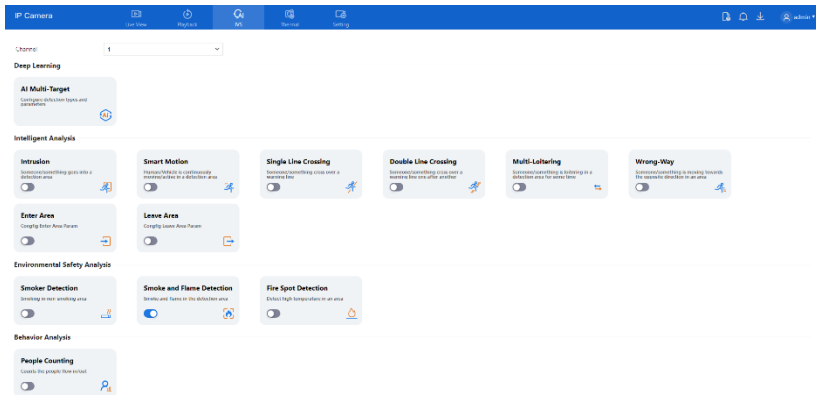 IP Camera
Live View
Playback
IVS
Thermal
Setting
admin
Channel
1
Deep Learning
AI Multi-Target
Configure detection types and
parameters
AI
Intelligent Analysis
Intrusion
Someone/something goes into a
detection area
Smart Motion
Human/Vehicle is continuously
moving/active in a detection area
Single Line Crossing
Someone/something cross over a
warning line
Double Line Crossing
Someone/something cross over a
warning line one after another
Multi-Loitering
Someone/something is loitering in a
detection area for some time
Wrong-Way
Someone/something is moving towards
the opposite direction in an area
Enter Area
Congfig Enter Area Param
Leave Area
Congfig Leave Area Param
Environmental Safety Analysis
Smoker Detection
Smoking in non-smoking area
Smoke and Flame Detection
Smoke and flame in the detection area
Fire Spot Detection
Detect high temperature in an area
Behavior Analysis
People Counting
Counts the people flow in/out